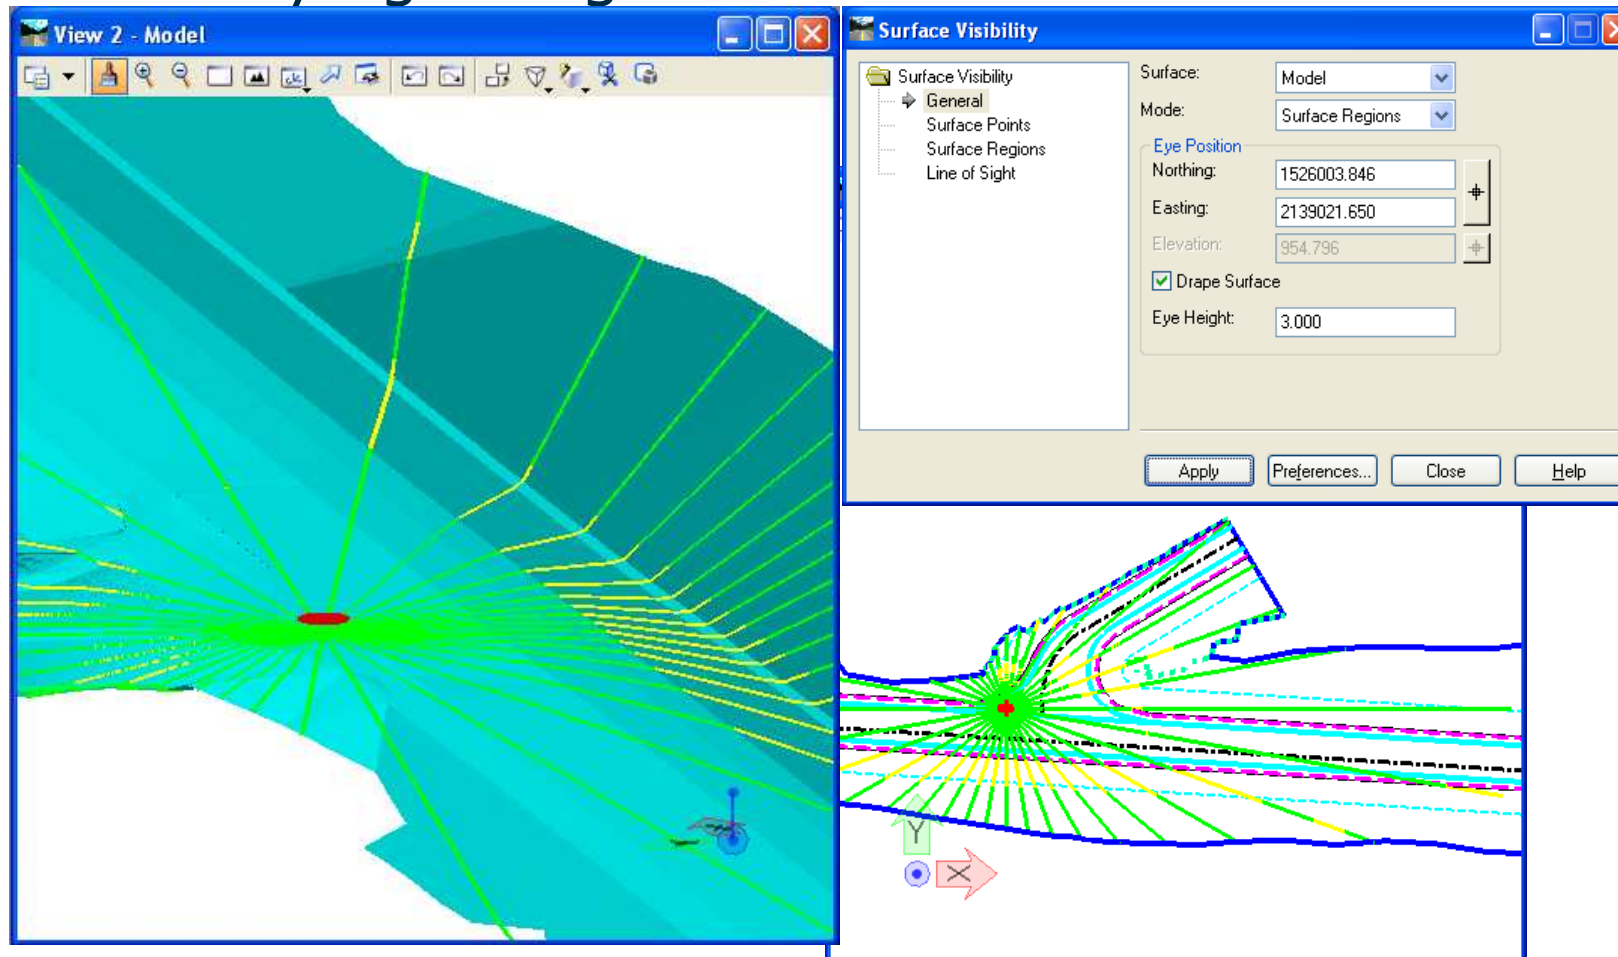 View 2 - Model
Surface Visibility
Surface Visibility
General
Surface Points
Surface Regions
Line of Sight
Surface:
Model
Mode:
Surface Regions
Eye Position
Northing:
1526003.846
Easting:
2139021.650
Elevation:
954.796
Drape Surface
Eye Height:
3.000
Apply
Preferences...
Close
Help
Y
X